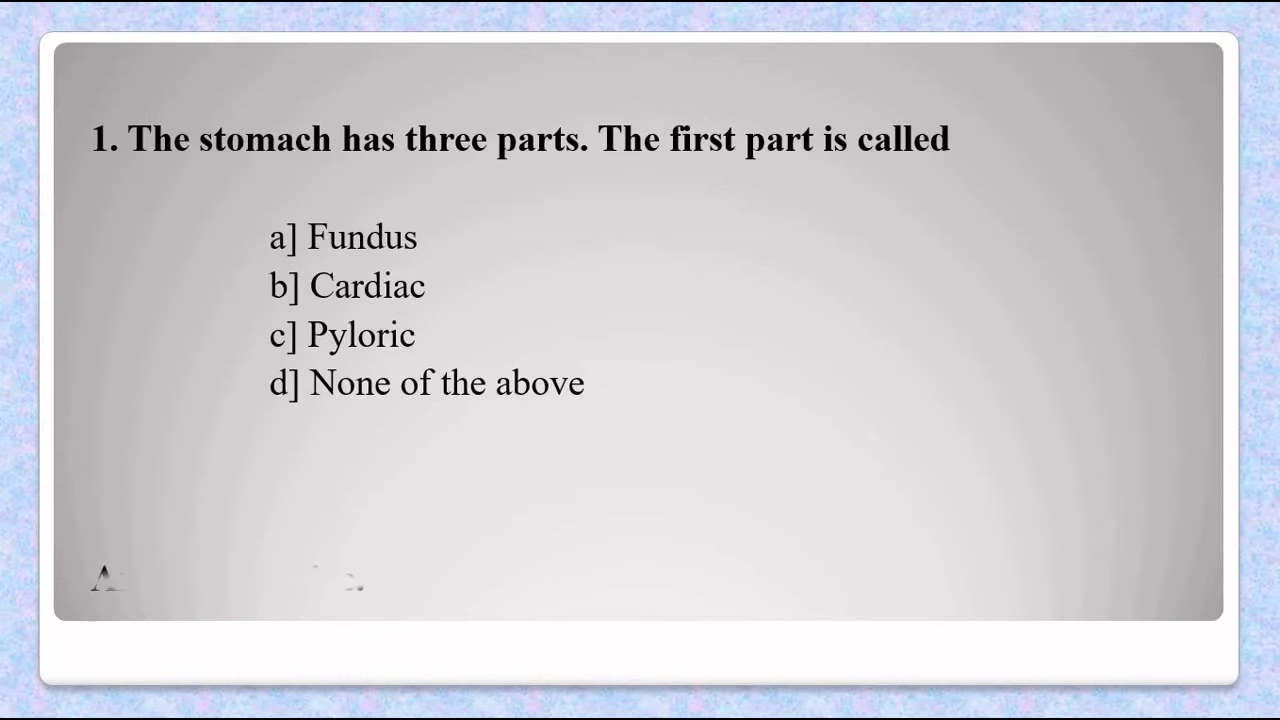 1. The stomach has three parts. The first part is called
a] Fundus
b] Cardiac
c] Pyloric
d] None of the above